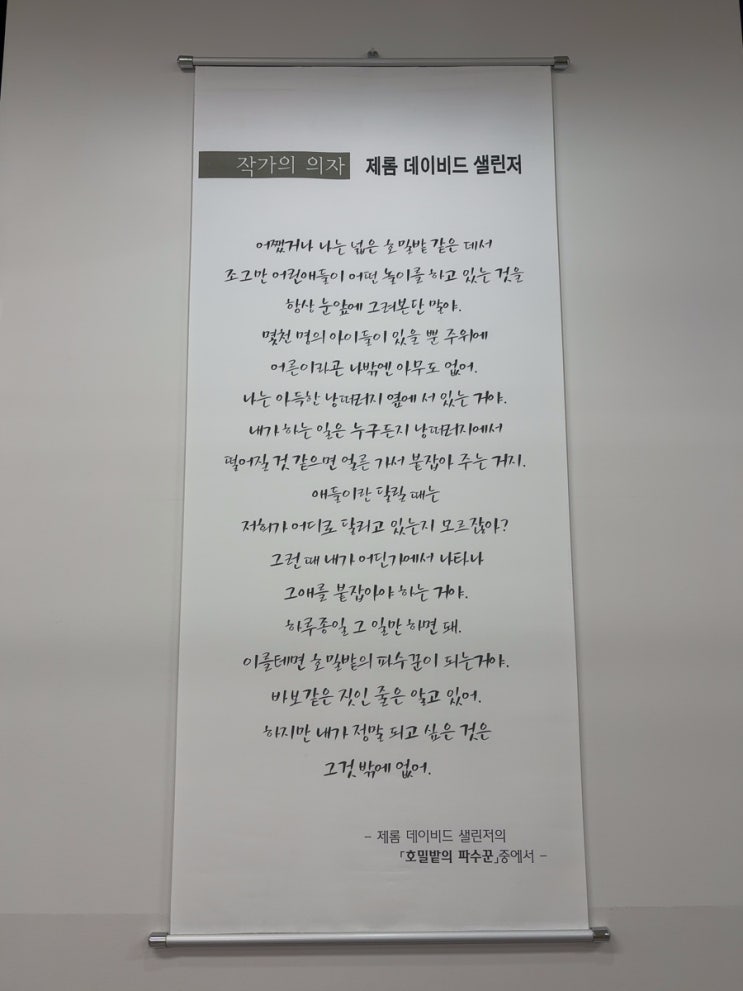 작가의 의자 제롬 데이비드 샐린저
어쨌거나 나는 넓은 호밀밭 같은 데서
조그만 어린애들이 어떤 놀이를 하고 있는 것을
항상 눈앞에 그려본단 말야.
몇천 명의 아이들이 있을 뿐 주위에
어른이라곤 나밖엔 아무도 없어.
나는 아득한 낭떠러지 옆에 서 있는 거야.
내가 하는 일은 누구든지 낭떠러지에서
떨어질 것 같으면 얼른 가서 붙잡아 주는 거지.
애들이란 달릴 때는
저희가 어디로 달리고 있는지 모르잖아?
그런 때 내가 어딘가에서 나타나
그애를 붙잡아야 하는 거야.
하루종일 그 일만 하면 돼.
이를테면 호밀밭의 파수꾼이 되는거야.
바보같은 짓인 줄은 알고 있어.
하지만 내가 정말 되고 싶은 것은
그것 밖에 없어.
- 제롬 데이비드 샐린저의
「호밀밭의 파수꾼」중에서 -